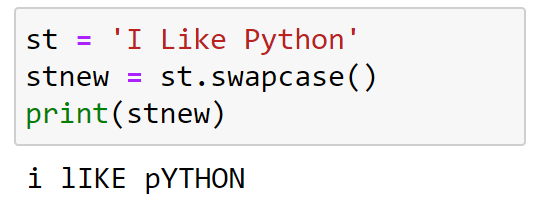 st = 'I Like Python'
stnew = st.swapcase()
print(stnew)
i lIKE pYTHON